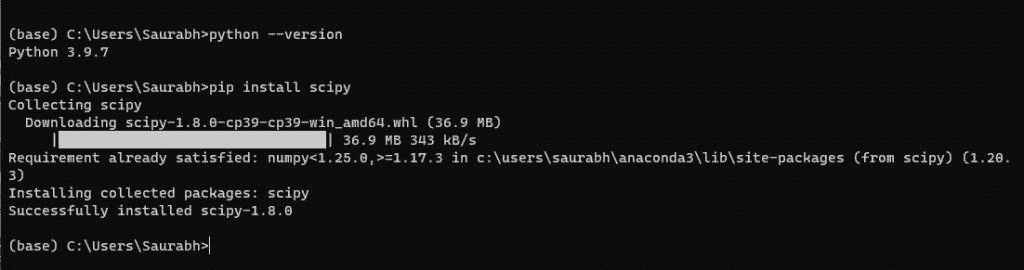 (base) C:\Users\Saurabh>python --version
Python 3.9.7
(base) C:\Users\Saurabh>pip install scipy
Collecting scipy
  Downloading scipy-1.8.0-cp39-cp39-win_amd64.whl (36.9 MB)
     |████████████████████████████████| 36.9 MB 343 kB/s
Requirement already satisfied: numpy<1.25.0,>=1.17.3 in c:\users\saurabh\anaconda3\lib\site-packages (from scipy) (1.20.
3)
Installing collected packages: scipy
Successfully installed scipy-1.8.0
(base) C:\Users\Saurabh>